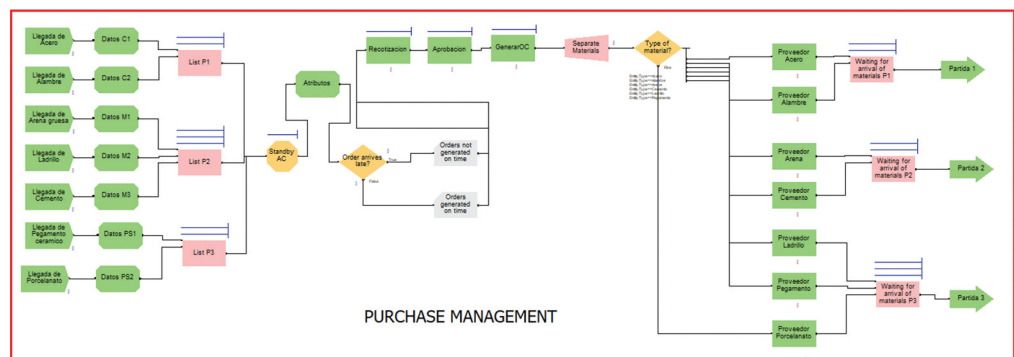 Llegada de
Acero
Datos C1
List P1
Llegada de
Alambre
Datos C2
Llegada de
Arena gruesa
Datos M1
Llegada de
Ladrillo
Datos M2
List P2
Llegada de
Cemento
Datos M3
Llegada de
Pegamento
ceramico
Datos PS1
List P3
Llegada de
Porcelanato
Datos PS2
Standby
AC
Atributos
Order arrives
late?
True
False
Orders not
generated on
time
Orders
generated
on time
Recotizacion
Aprobacion
GenerarOC
Separate
Materials
Type of
material?
Proveedor
Acero
Proveedor
Alambre
Waiting for
arrival of
materials P1
Partida 1
Proveedor
Arena
Proveedor
Cemento
Waiting for
arrival of
materials P2
Partida 2
Proveedor
Ladrillo
Proveedor
Pegamento
Proveedor
Porcelanato
Waiting for
arrival of
materials P3
Partida 3
PURCHASE MANAGEMENT